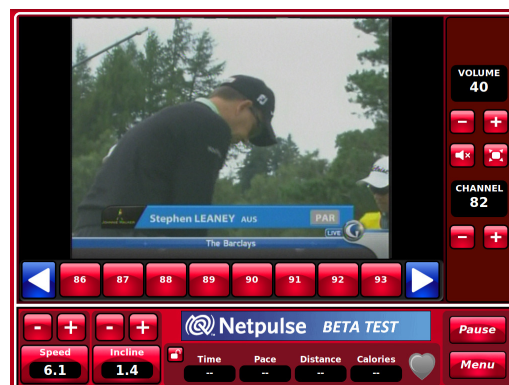 VOLUME
40
CHANNEL
82
Stephen LEANEY AUS PAR
LIVE
The Barclays
86 87 88 89 90 91 92 93
Netpulse BETA TEST
Speed
6.1
Incline
1.4
Time Pace Distance Calories
-- -- -- --
Pause
Menu